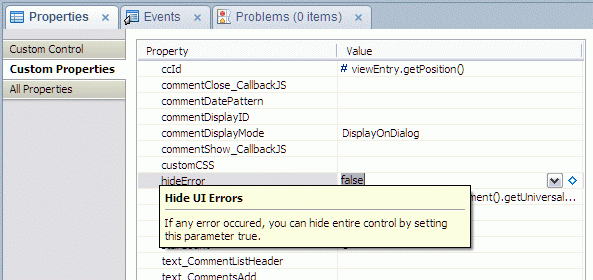 Properties Events Problems (0 items)
Custom Control
Custom Properties
All Properties
Property Value
ccId # viewEntry.getPosition()
commentClose_CallbackJS
commentDatePattern
commentDisplayID
commentDisplayMode DisplayOnDialog
commentShow_CallbackJS
customCSS
hideError false
Hide UI Errors
ment().getUniversal...
If any error occured, you can hide entire control by setting
this parameter true.
text_CommentListHeader
text_CommentsAdd